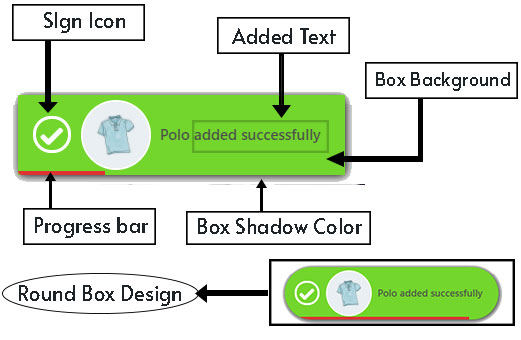 SIgn Icon
Added Text
Box Background
Polo added successfully
Progress bar
Box Shadow Color
Round Box Design
Polo added successfully